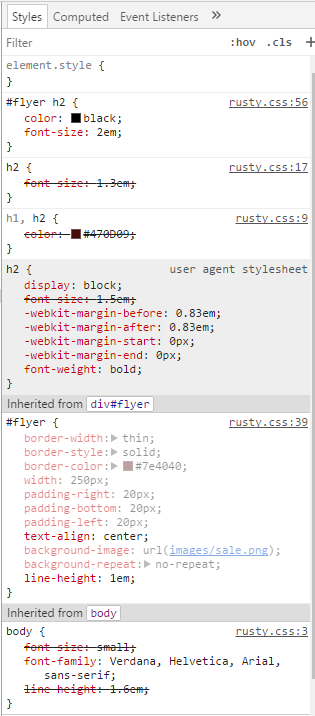 Styles Computed Event Listeners »
Filter :hov .cls +
element.style {
}
#flyer h2 { rusty.css:56
color: black;
font-size: 2em;
}
h2 { rusty.css:17
font-size: 1.3em;
}
h1, h2 { rusty.css:9
color: #470D09;
}
h2 { user agent stylesheet
display: block;
font-size: 1.5em;
-webkit-margin-before: 0.83em;
-webkit-margin-after: 0.83em;
-webkit-margin-start: 0px;
-webkit-margin-end: 0px;
font-weight: bold;
}
Inherited from div#flyer
#flyer { rusty.css:39
border-width: thin;
border-style: solid;
border-color: #7e4040;
width: 250px;
padding-right: 20px;
padding-bottom: 20px;
padding-left: 20px;
text-align: center;
background-image: url(images/sale.png);
background-repeat: no-repeat;
line-height: 1em;
}
Inherited from body
body { rusty.css:3
font-size: small;
font-family: Verdana, Helvetica, Arial,
sans-serif;
line-height: 1.6em;
}